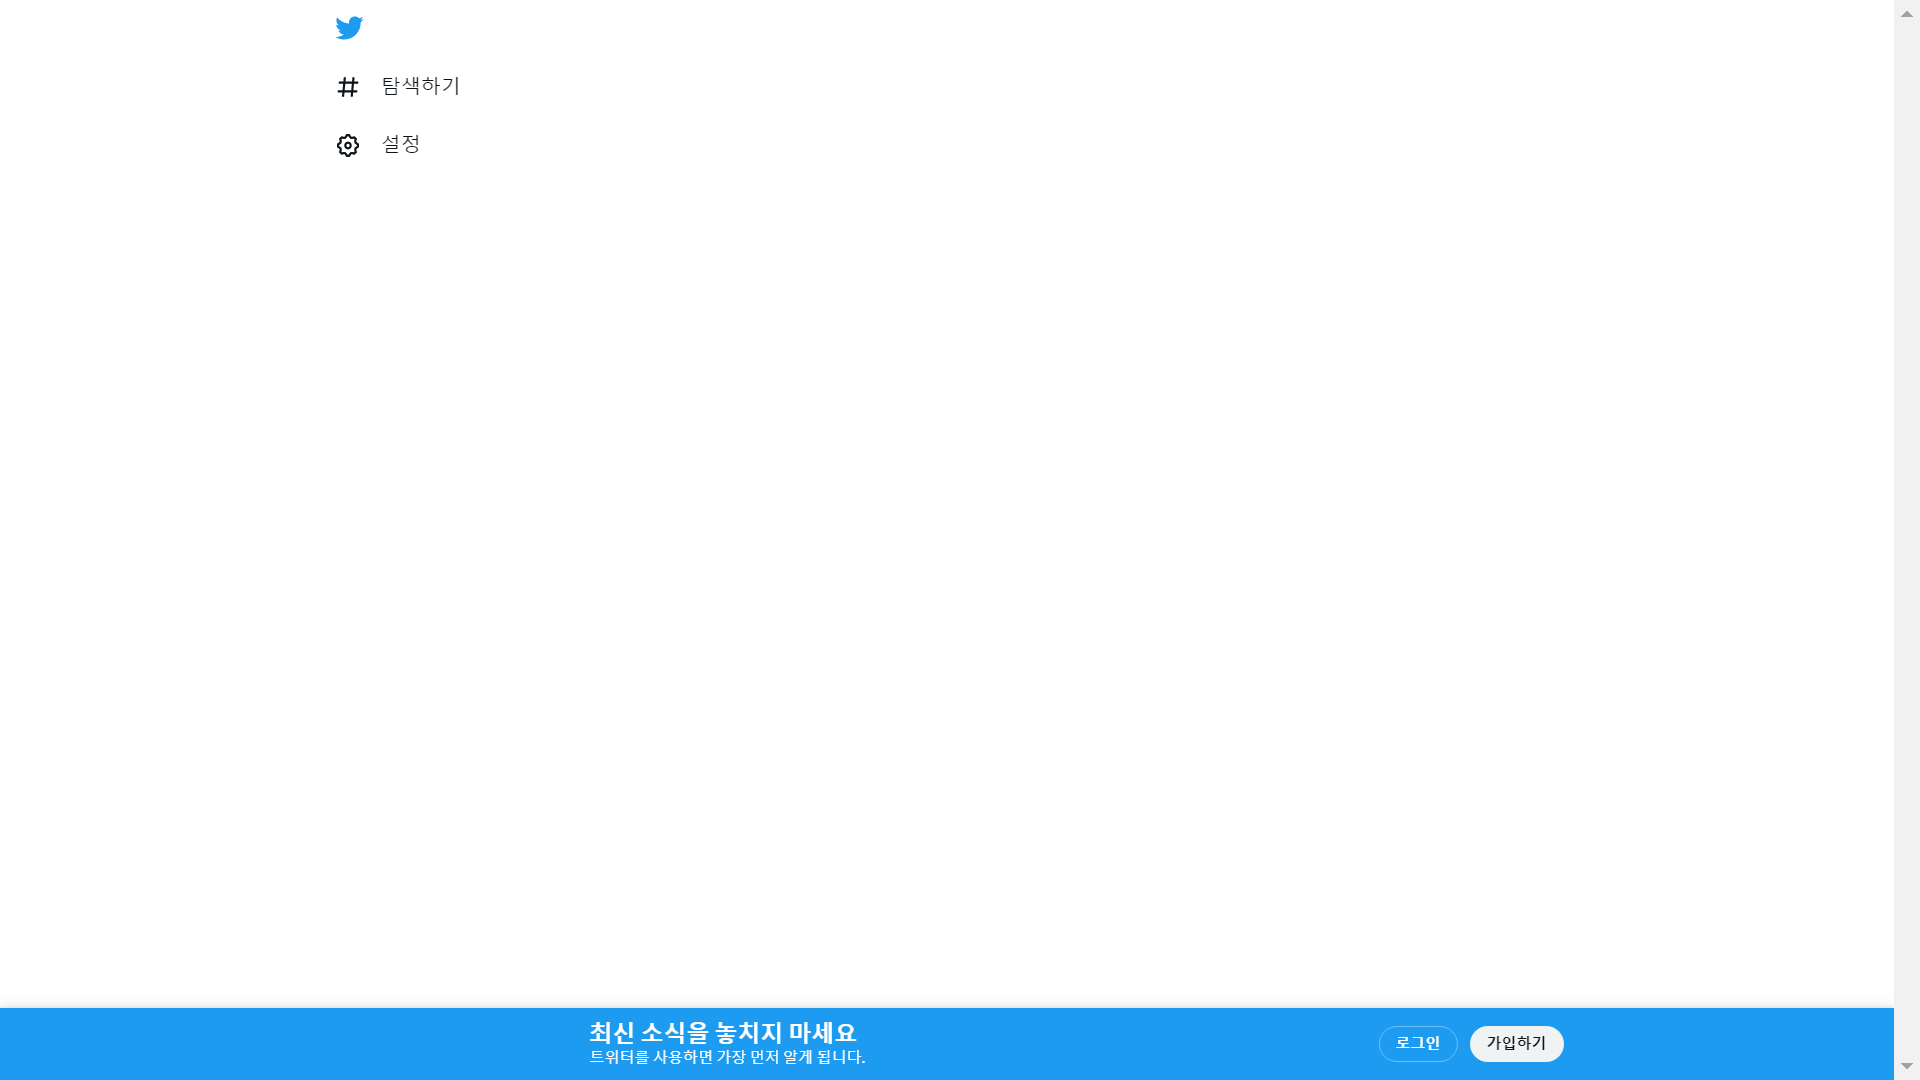 탐색하기
설정
최신 소식을 놓치지 마세요
트위터를 사용하면 가장 먼저 알게 됩니다.
로그인
가입하기